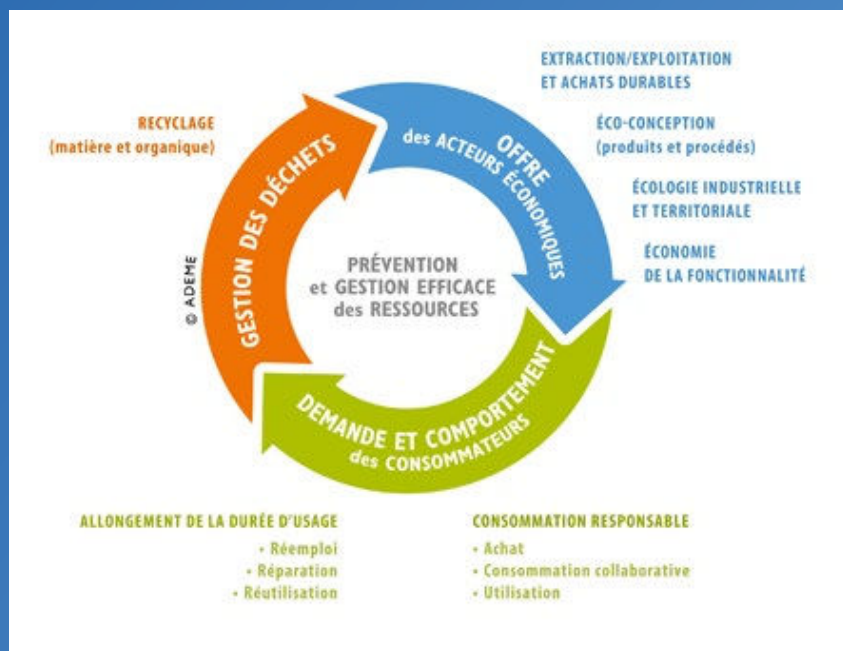 EXTRACTION/EXPLOITATION
ET ACHATS DURABLES
ÉCO-CONCEPTION
(produits et procédés)
ÉCOLOGIE INDUSTRIELLE
ET TERRITORIALE
ÉCONOMIE
DE LA FONCTIONNALITÉ
OFFRE
des ACTEURS ÉCONOMIQUES
RECYCLAGE
(matière et organique)
GESTION DES DÉCHETS
© ADEME
PRÉVENTION
et GESTION EFFICACE
des RESSOURCES
DEMANDE ET COMPORTEMENT
des CONSOMMATEURS
ALLONGEMENT DE LA DURÉE D'USAGE
• Réemploi
• Réparation
• Réutilisation
CONSOMMATION RESPONSABLE
• Achat
• Consommation collaborative
• Utilisation